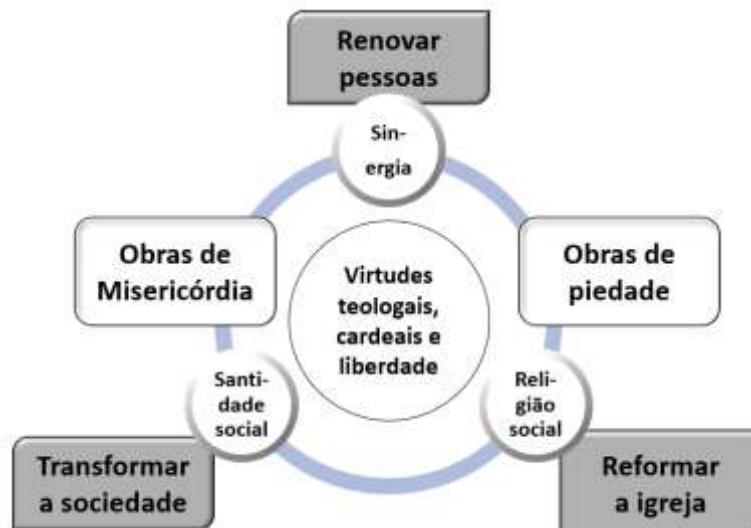 Renovar
pessoas
Sin-
ergia
Obras de
Misericórdia
Virtudes
teologais,
cardeais e
liberdade
Obras de
piedade
Santi-
dade
social
Reli-
gião
social
Transformar
a sociedade
Reformar
a igreja